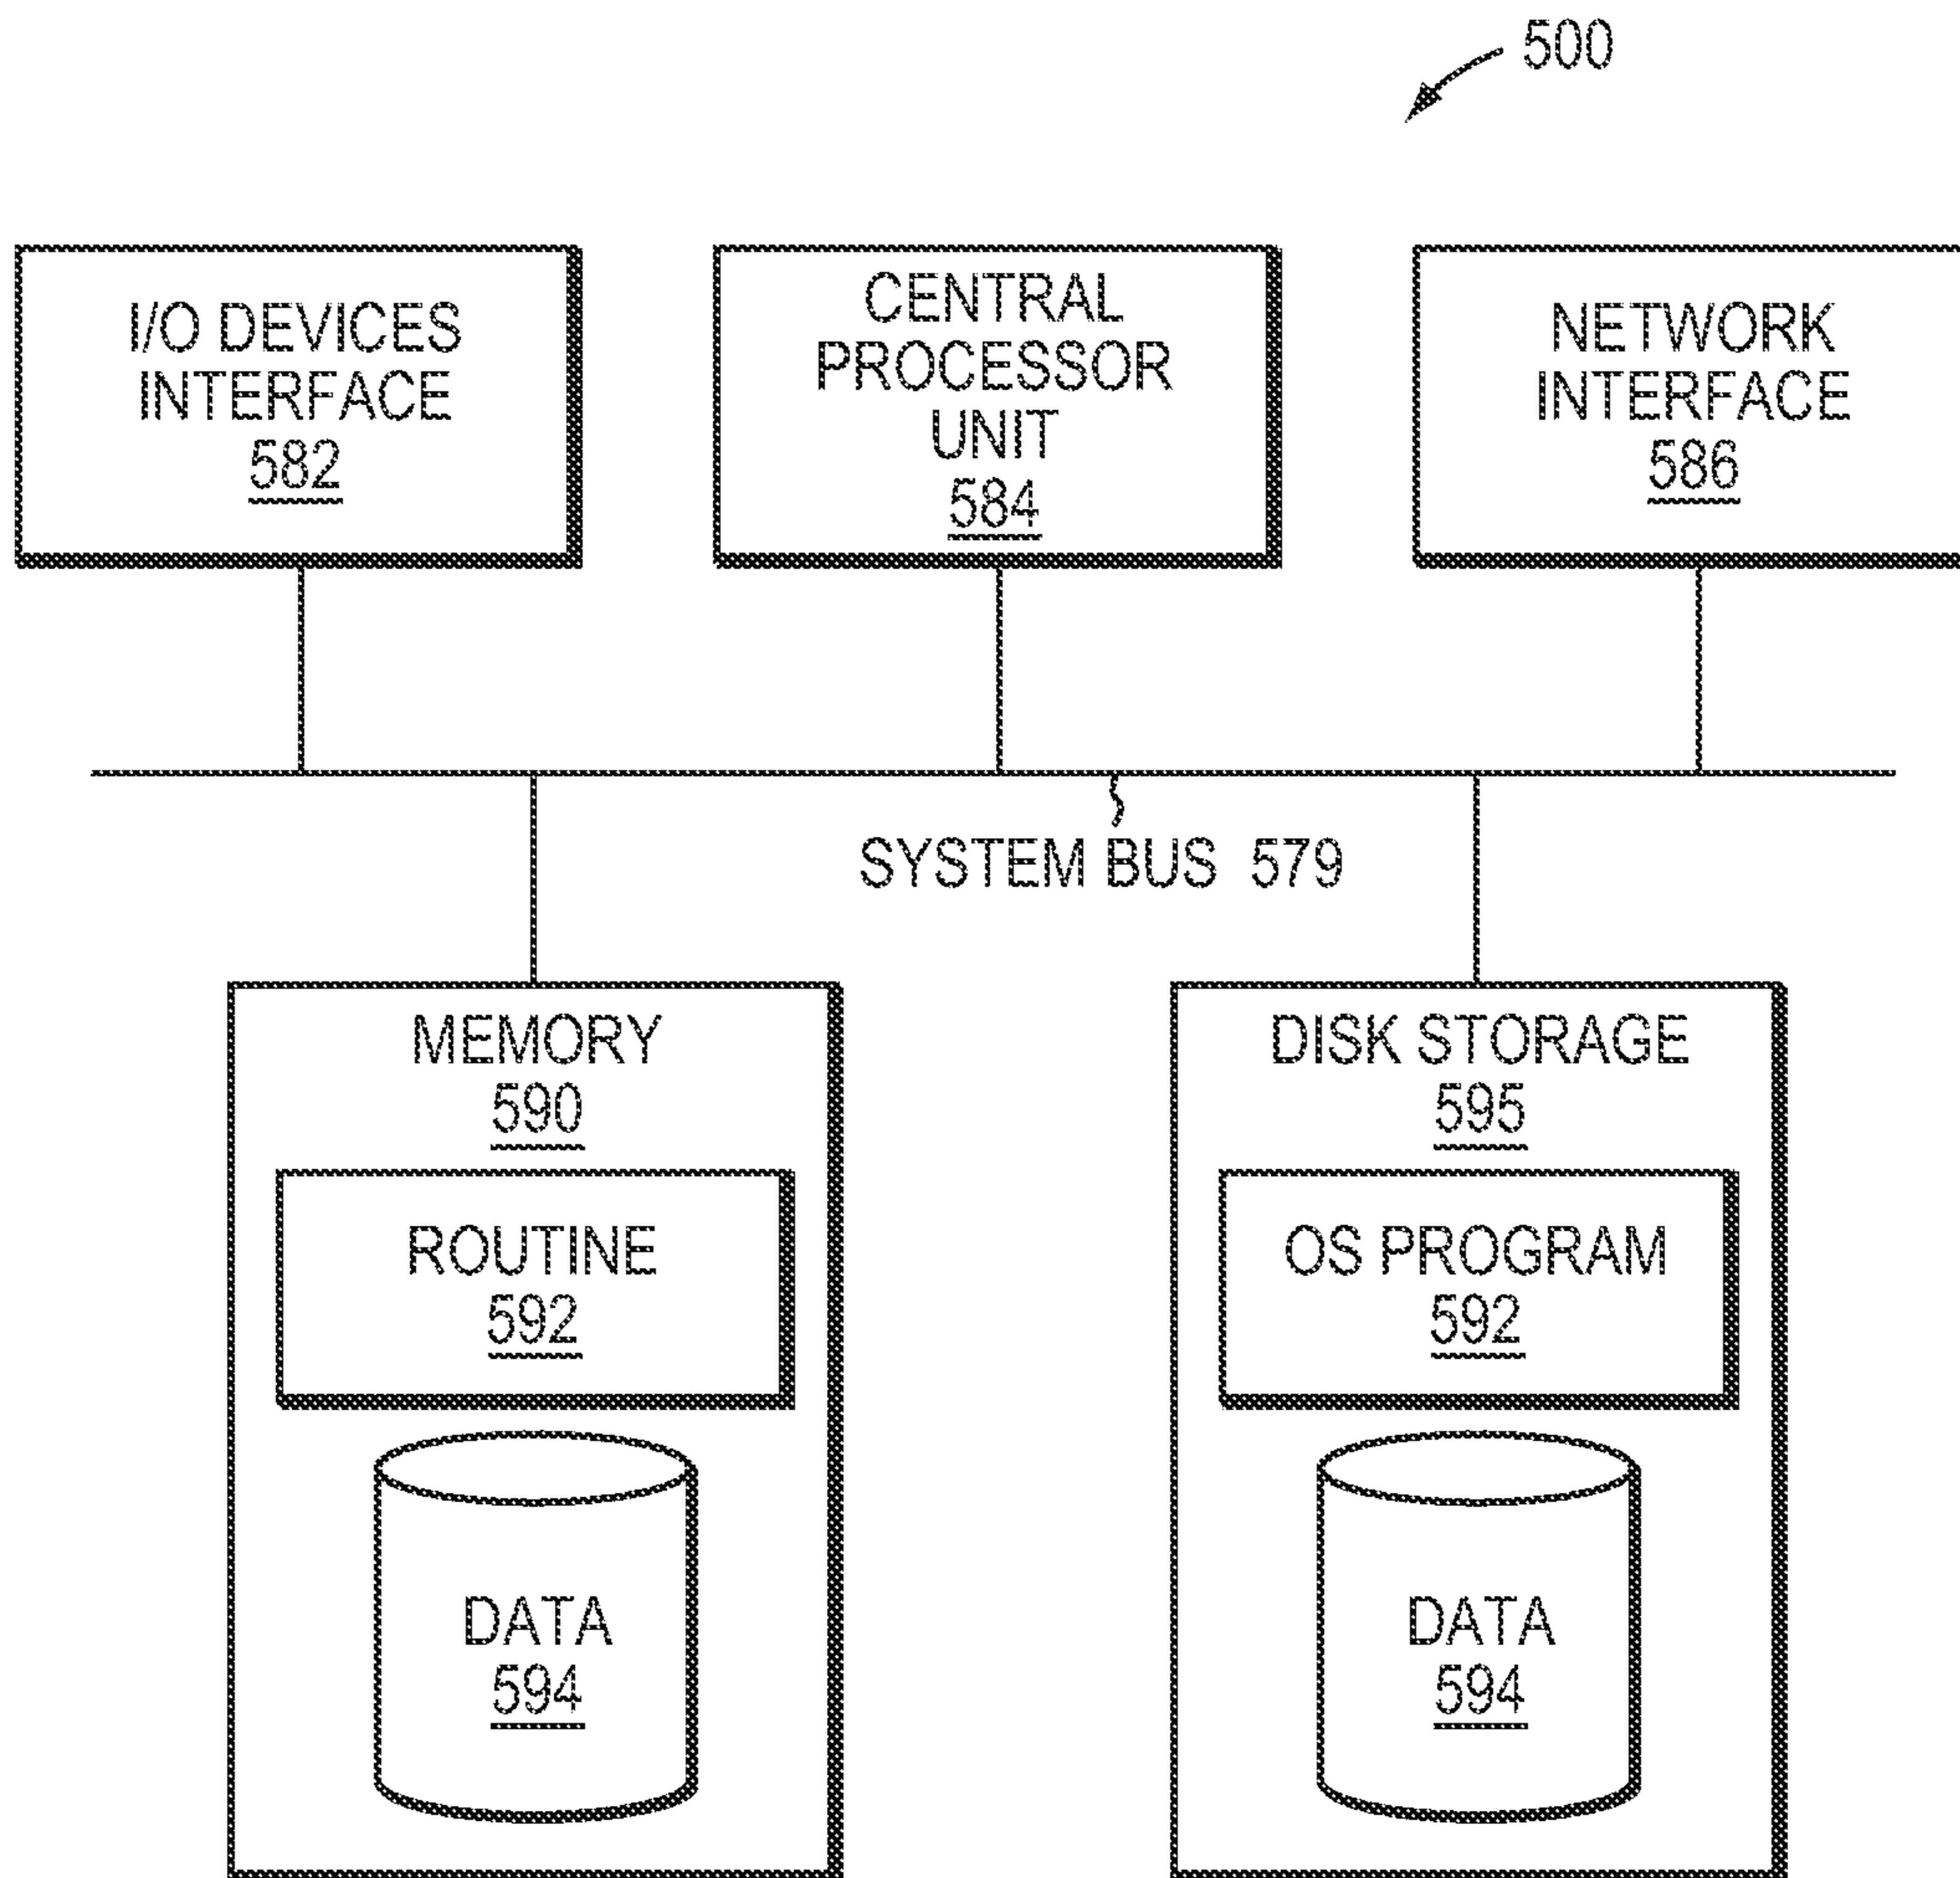 500
I/O DEVICES
INTERFACE
582
CENTRAL
PROCESSOR
UNIT
584
NETWORK
INTERFACE
586
SYSTEM BUS 579
MEMORY
590
ROUTINE
592
DATA
594
DISK STORAGE
595
OS PROGRAM
592
DATA
594